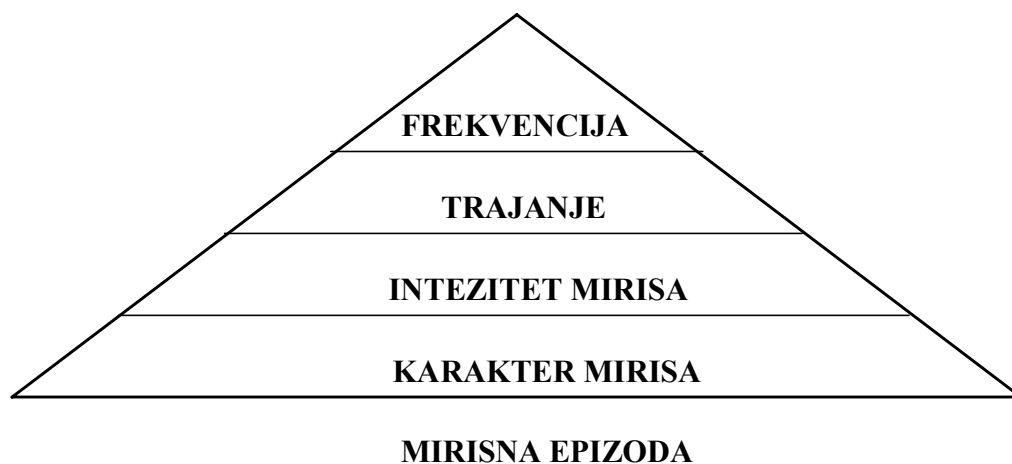 FREKVENCIJA
TRAJANJE
INTEZITET MIRISA
KARAKTER MIRISA
MIRISNA EPIZODA